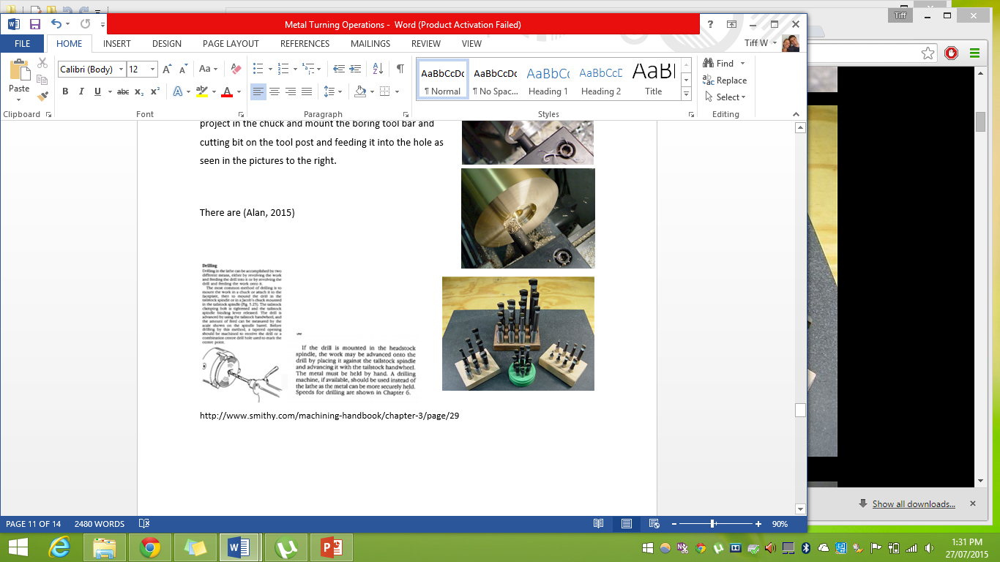 Tiff
Metal Turning Operations - Word (Product Activation Failed)
FILE
HOME
INSERT
DESIGN
PAGE LAYOUT
REFERENCES
MAILINGS
REVIEW
VIEW
Tiff W
Paste
Calibri (Body)
12
Find
Replace
Select
AaBbCcDc
AaBbCcDc
AaBbCc
AaBbCcD
AaBl
¶ Normal
¶ No Spac...
Heading 1
Heading 2
Title
Clipboard
Font
Paragraph
Styles
Editing
project in the chuck and mount the boring tool bar and
cutting bit on the tool post and feeding it into the hole as
seen in the pictures to the right.
There are (Alan, 2015)
Drilling
Drilling in the lathe can be accomplished by two
different means, either by revolving the work
and feeding the drill into it or by revolving the
drill and feeding the work onto it.
The most common method of drilling is to
mount the work in a chuck or attach it to the
faceplate, then to mound the drill in the
tailstock spindle or in a Jacob's chuck mounted
in the tailstock spindle (Fig. 5.25). The tailstock
clamping bolt is tightened and the tailstock
spindle binding lever released. The drill is
advanced by using the tailstock handwheel, and
the amount of feed can be measured by the
scale shown on the spindle barrel. Before
drilling by this method, a tapered opening
should be machined to receive the drill or a
combination centre drill hole used to mark the
centre point.
If the drill is mounted in the headstock
spindle, the work may be advanced onto the
drill by placing it against the tailstock spindle
and advancing it with the tailstock handwheel.
The metal must be held by hand. A drilling
machine, if available, should be used instead of
the lathe as the metal can be more securely held.
Speeds for drilling are shown in Chapter 6.
http://www.smithy.com/machining-handbook/chapter-3/page/29
Show all downloads...
PAGE 11 OF 14
2480 WORDS
90%
1:31 PM
27/07/2015